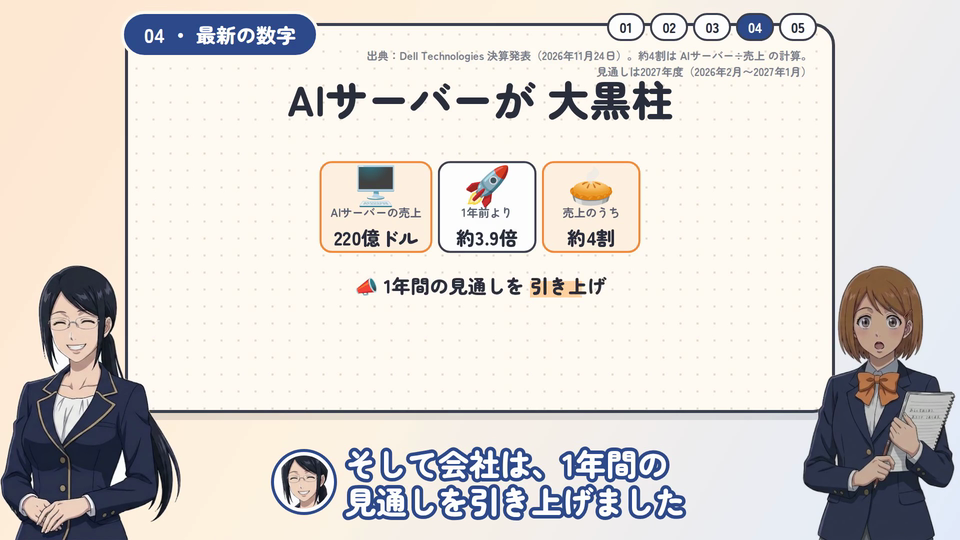 04 ・ 最新の数字
01 02 03 04 05
出典：Dell Technologies 決算発表（2026年11月24日）。約4割は AIサーバー÷売上 の計算。
見通しは2027年度（2026年2月〜2027年1月）
AIサーバーが 大黒柱
AIサーバーの売上
220億ドル
1年前より
約3.9倍
売上のうち
約4割
1年間の見通しを 引き上げ
そして会社は、1年間の
見通しを引き上げました